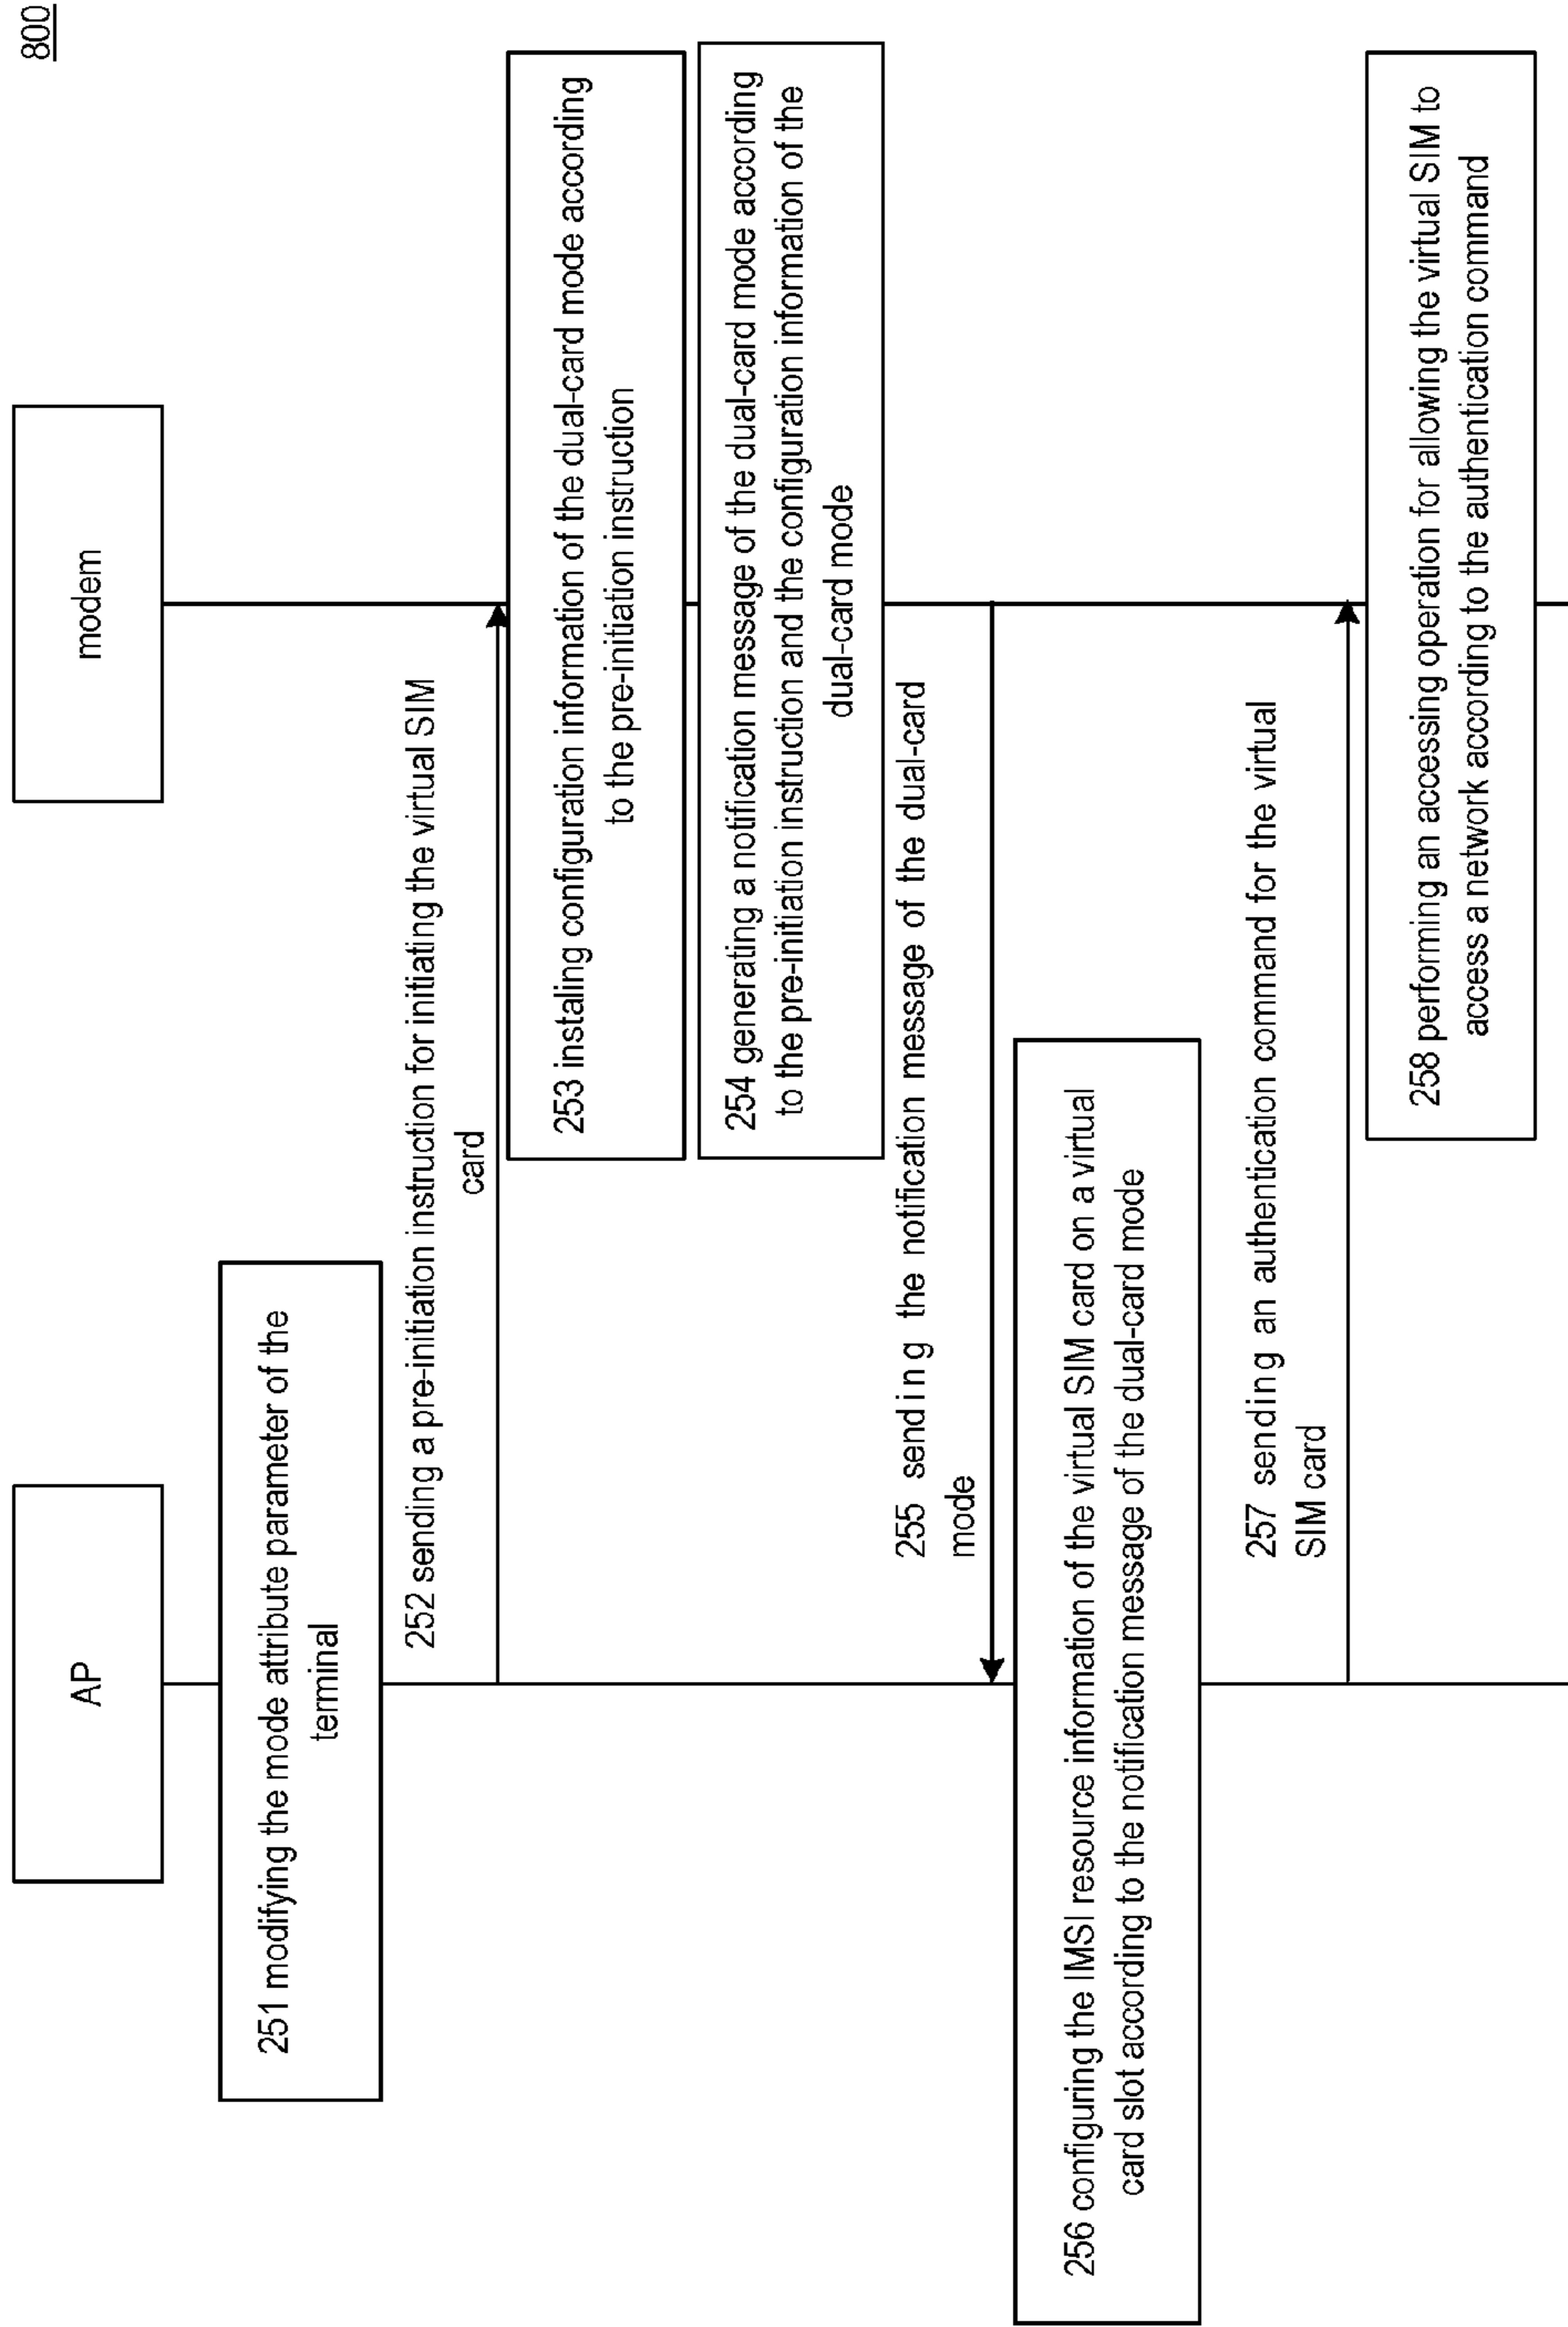 800
AP
modem
251 modifying the mode attribute parameter of the
terminal
252 sending a pre-initiation instruction for initiating the virtual SIM
card
253 instaling configuration information of the dual-card mode according
to the pre-initiation instruction
254 generating a notification message of the dual-card mode according
to the pre-initiation instruction and the configuration information of the
dual-card mode
255 sending the notification message of the dual-card
mode
256 configuring the IMSI resource information of the virtual SIM card on a virtual
card slot according to the notification message of the dual-card mode
257 sending an authentication command for the virtual
SIM card
258 performing an accessing operation for allowing the virtual SIM to
access a network according to the authentication command